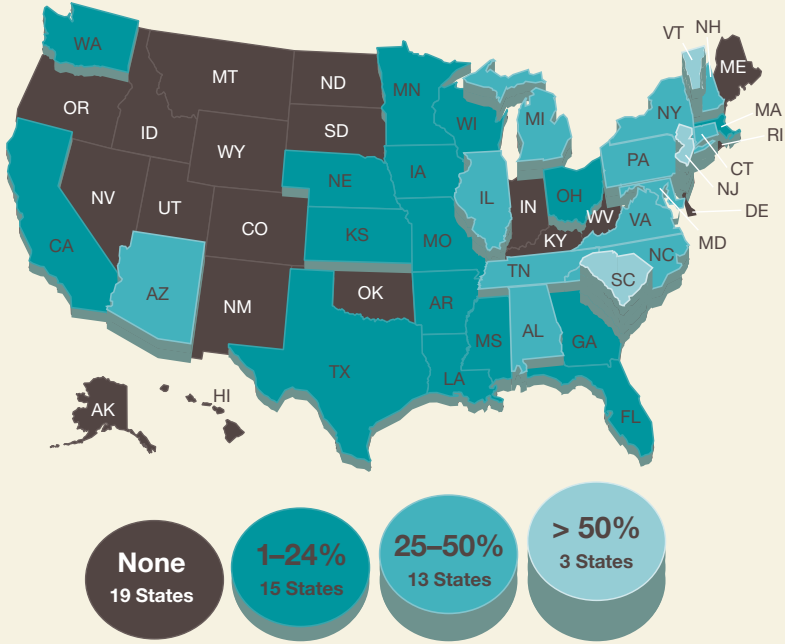 VT
NH
WA
ME
MT
ND
MN
OR
MA
NY
ID
SD
WI
MI
RI
WY
PA
CT
IA
NE
NJ
NV
UT
IL
IN
OH
WV
DE
CO
VA
KS
MO
KY
MD
CA
NC
AZ
TN
SC
OK
NM
AR
AL
MS
GA
TX
LA
HI
AK
FL
None
19 States
1–24%
15 States
25–50%
13 States
> 50%
3 States